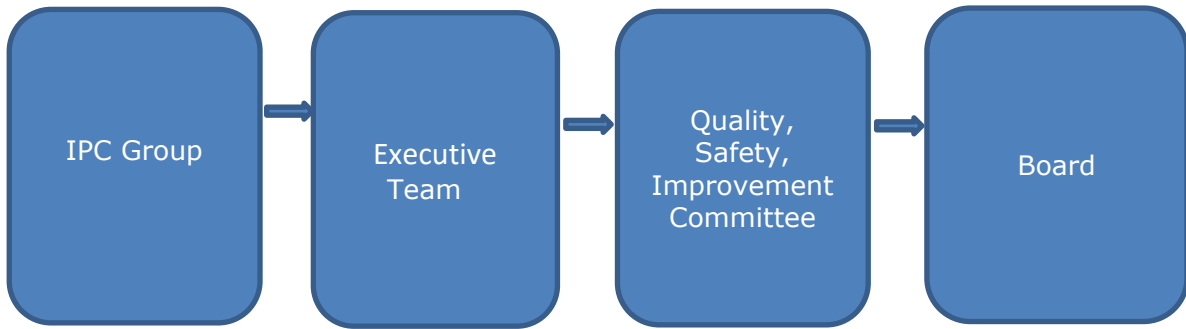 IPC Group
Executive
Team
Quality,
Safety,
Improvement
Committee
Board